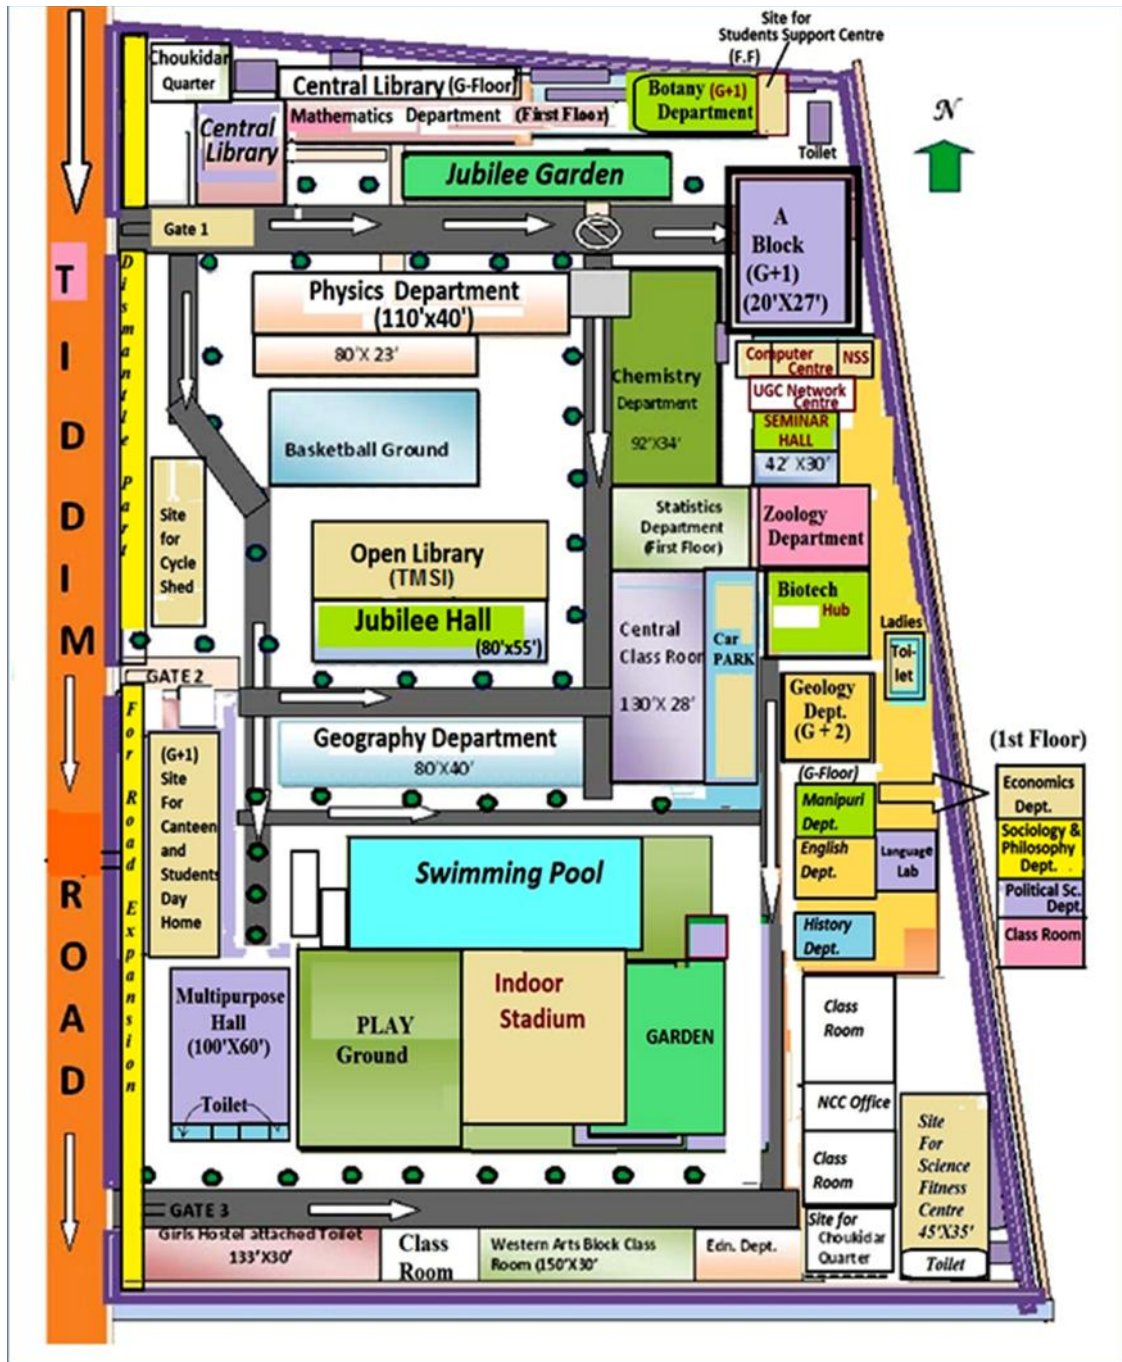 Site for
Students Support Centre
(F.F)
Choukidar
Quarter
Central Library (G-Floor)
Mathematics Department (First Floor)
Botany (G+1)
Department
Central
Library
Toilet
N
Jubilee Garden
Gate 1
A
Block
(G+1)
(20'X27')
TIDDIM ROAD
Dismantle Part For Road Expansion
Physics Department
(110'x40')
80'X 23'
Chemistry
Department
92'X34'
Computer
Centre
NSS
UGC Network
Centre
SEMINAR
HALL
42' X30'
Basketball Ground
Site
for
Cycle
Shed
Statistics
Department
(First Floor)
Zoology
Department
Open Library
(TMSI)
Jubilee Hall
(80'x55')
Biotech
Hub
Central
Class Room
130'X 28'
Car
PARK
Ladies
Toi-
let
GATE 2
Geology
Dept.
(G + 2)
Geography Department
80'X40'
(G+1)
Site
For
Canteen
and
Students
Day
Home
(G-Floor)
Manipuri
Dept.
English
Dept.
Language
Lab
History
Dept.
(1st Floor)
Economics
Dept.
Sociology &
Philosophy
Dept.
Political Sc.
Dept.
Class Room
Swimming Pool
Multipurpose
Hall
(100'X60')
Toilet
PLAY
Ground
Indoor
Stadium
GARDEN
Class
Room
NCC Office
Class
Room
Site
For
Science
Fitness
Centre
45'X35'
Toilet
GATE 3
Girls Hostel attached Toilet
133'X30'
Class
Room
Western Arts Block Class
Room (150'X30'
Edn. Dept.
Site for
Choukidar
Quarter